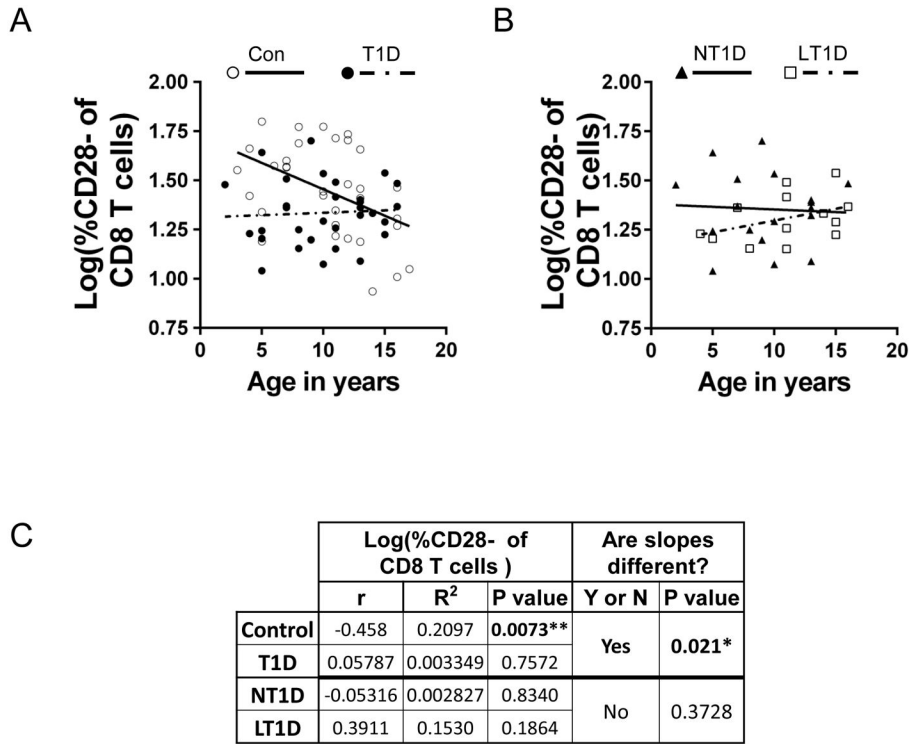 A
Con
T1D
Log(%CD28- of
CD8 T cells)
2.00
1.75
1.50
1.25
1.00
0.75
0
5
10
15
20
Age in years
B
NT1D
LT1D
Log(%CD28- of
CD8 T cells)
2.00
1.75
1.50
1.25
1.00
0.75
0
5
10
15
20
Age in years
C
Log(%CD28- of
CD8 T cells )
Are slopes
different?
r R² P value Y or N P value
Control -0.458 0.2097 0.0073** Yes 0.021*
T1D 0.05787 0.003349 0.7572
NT1D -0.05316 0.002827 0.8340 No 0.3728
LT1D 0.3911 0.1530 0.1864